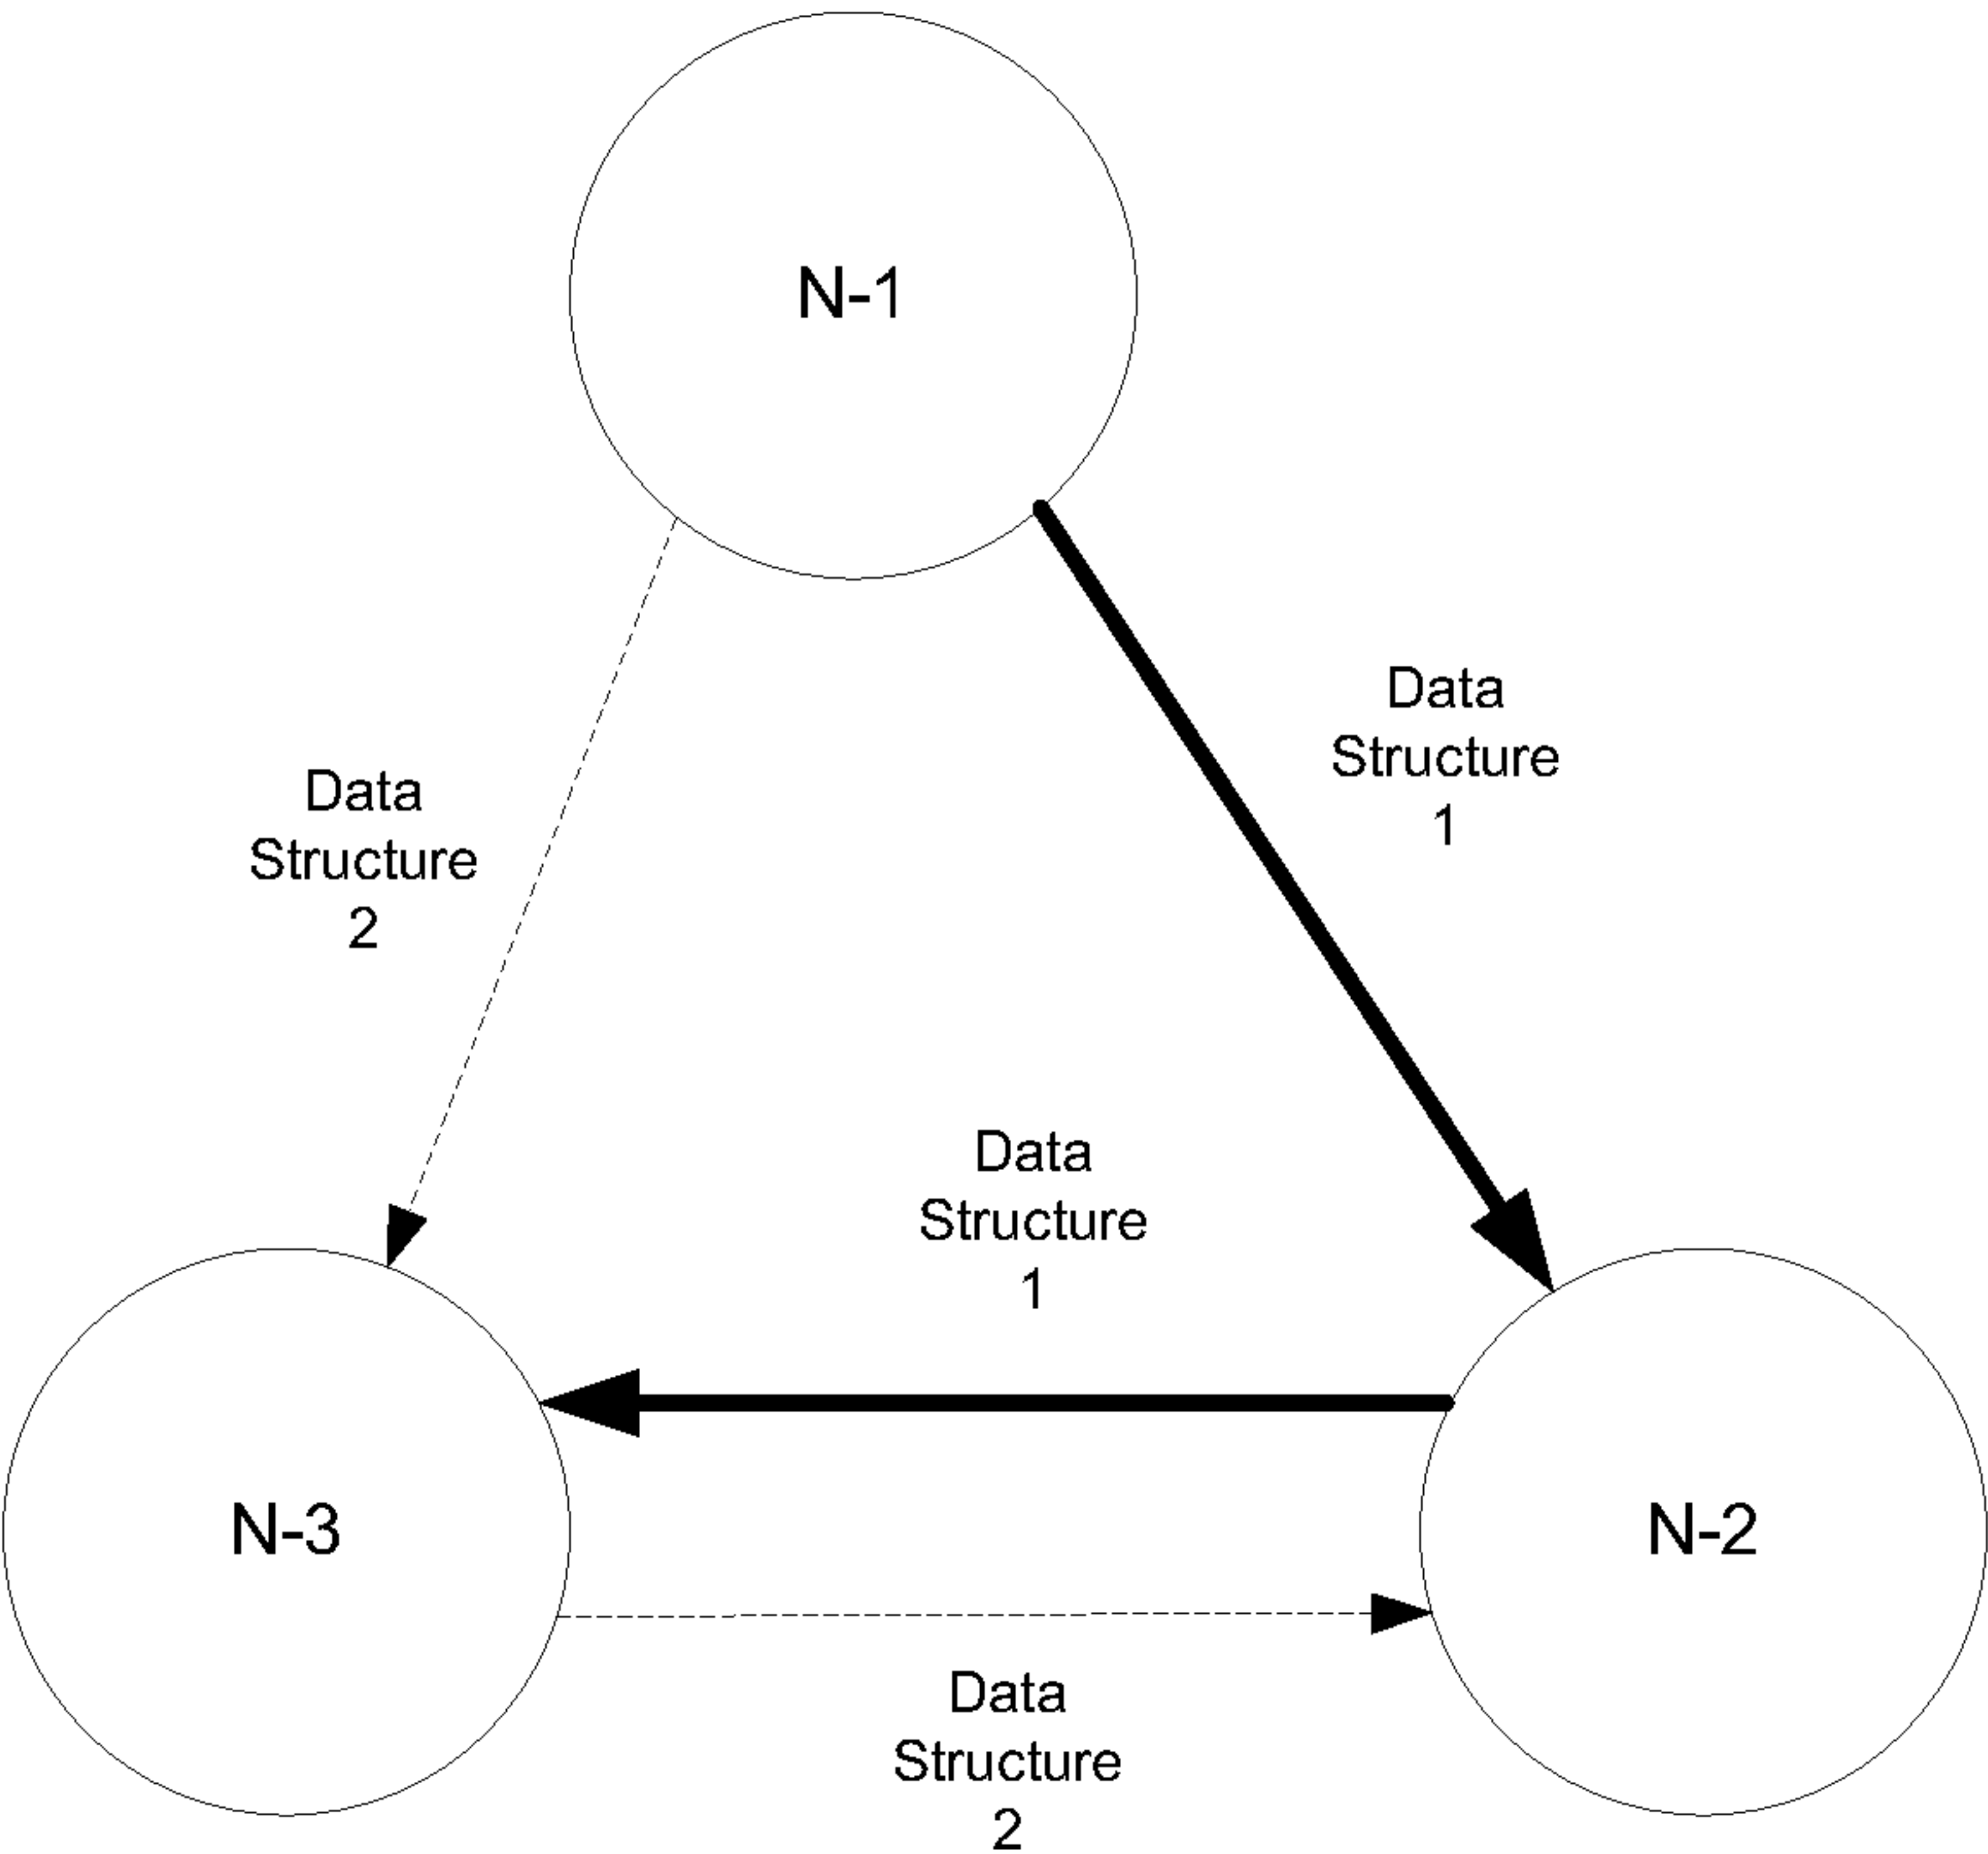 N-1
Data
Structure
1
Data
Structure
2
Data
Structure
1
N-3
N-2
Data
Structure
2